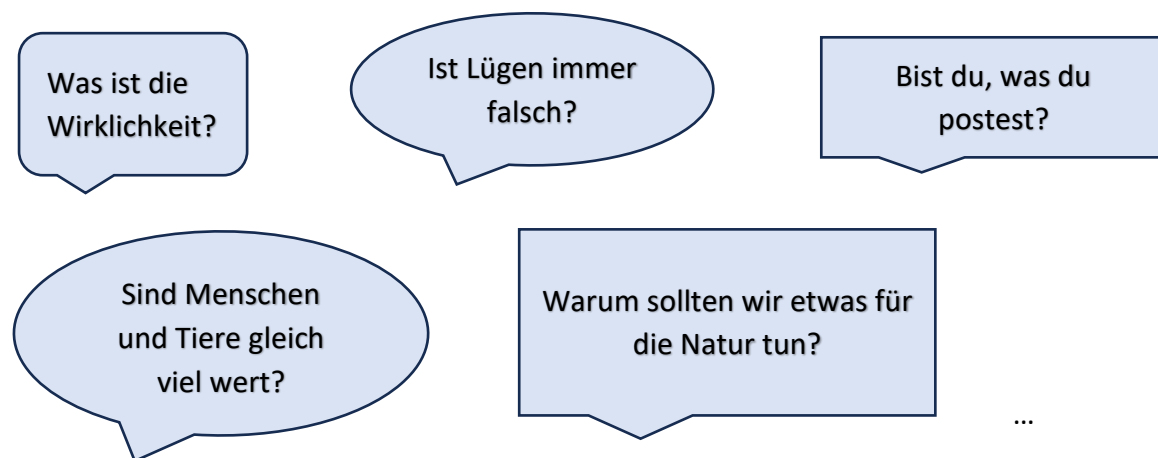 Was ist die
Wirklichkeit?
Ist Lügen immer
falsch?
Bist du, was du
postest?
Sind Menschen
und Tiere gleich
viel wert?
Warum sollten wir etwas für
die Natur tun?
...